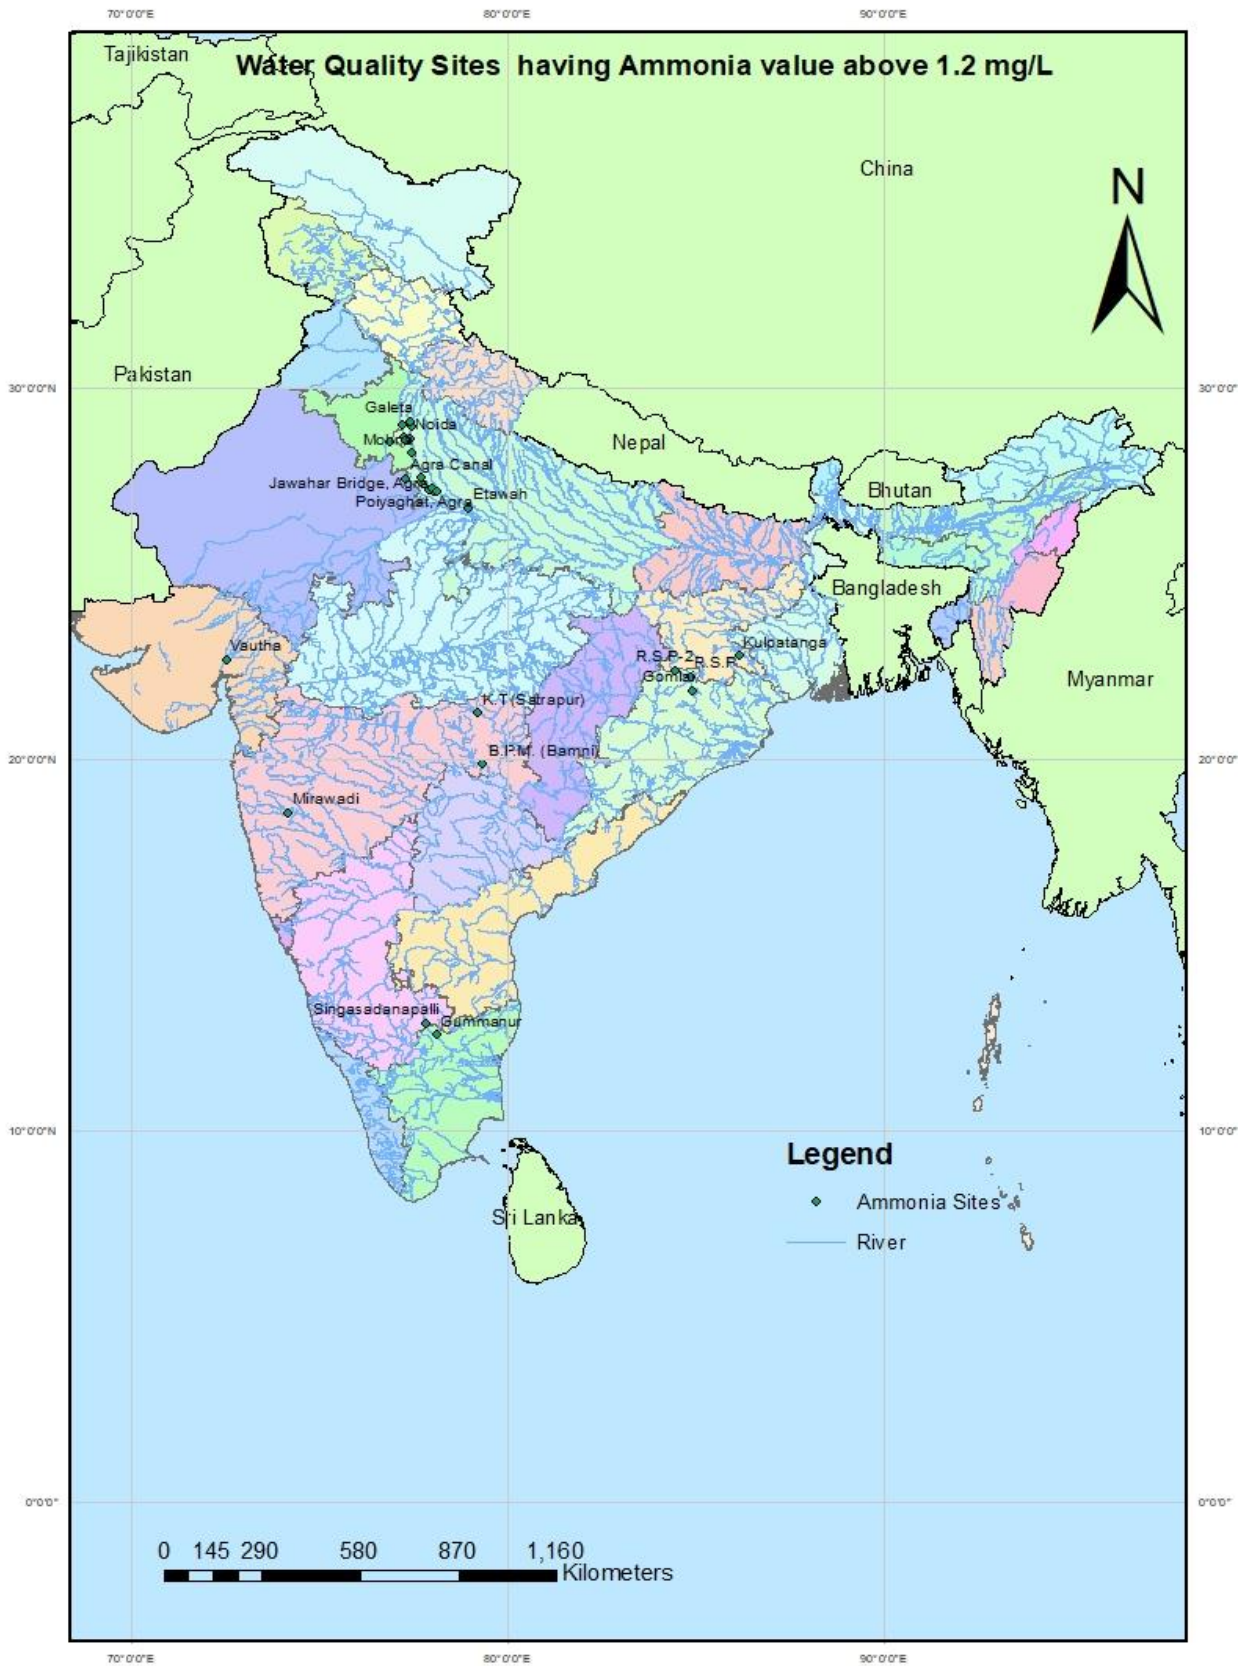 70°0'0"E 80°0'0"E 90°0'0"E
Tajikistan
Water Quality Sites having Ammonia value above 1.2 mg/L
China
N
Pakistan
30°0'0"N 30°0'0"
Galeta
Noida
Nepal
Agra Canal
Jawahar Bridge, Agra
Etawah
Poiyaghat, Agra
Bhutan
Bangladesh
Vautha
Kulpatanga
R.S.P-2
R.S.P.
Gomlai
Myanmar
K.T (Satrapur)
B.P.M. (Bamni)
20°0'0"N 20°0'0"
Mirawadi
Singasadanapalli
Gummanur
10°0'0"N 10°0'0"
Legend
Ammonia Sites
River
Sri Lanka
0°0'0" 0°0'0"
0 145 290 580 870 1,160
Kilometers
70°0'0"E 80°0'0"E 90°0'0"E